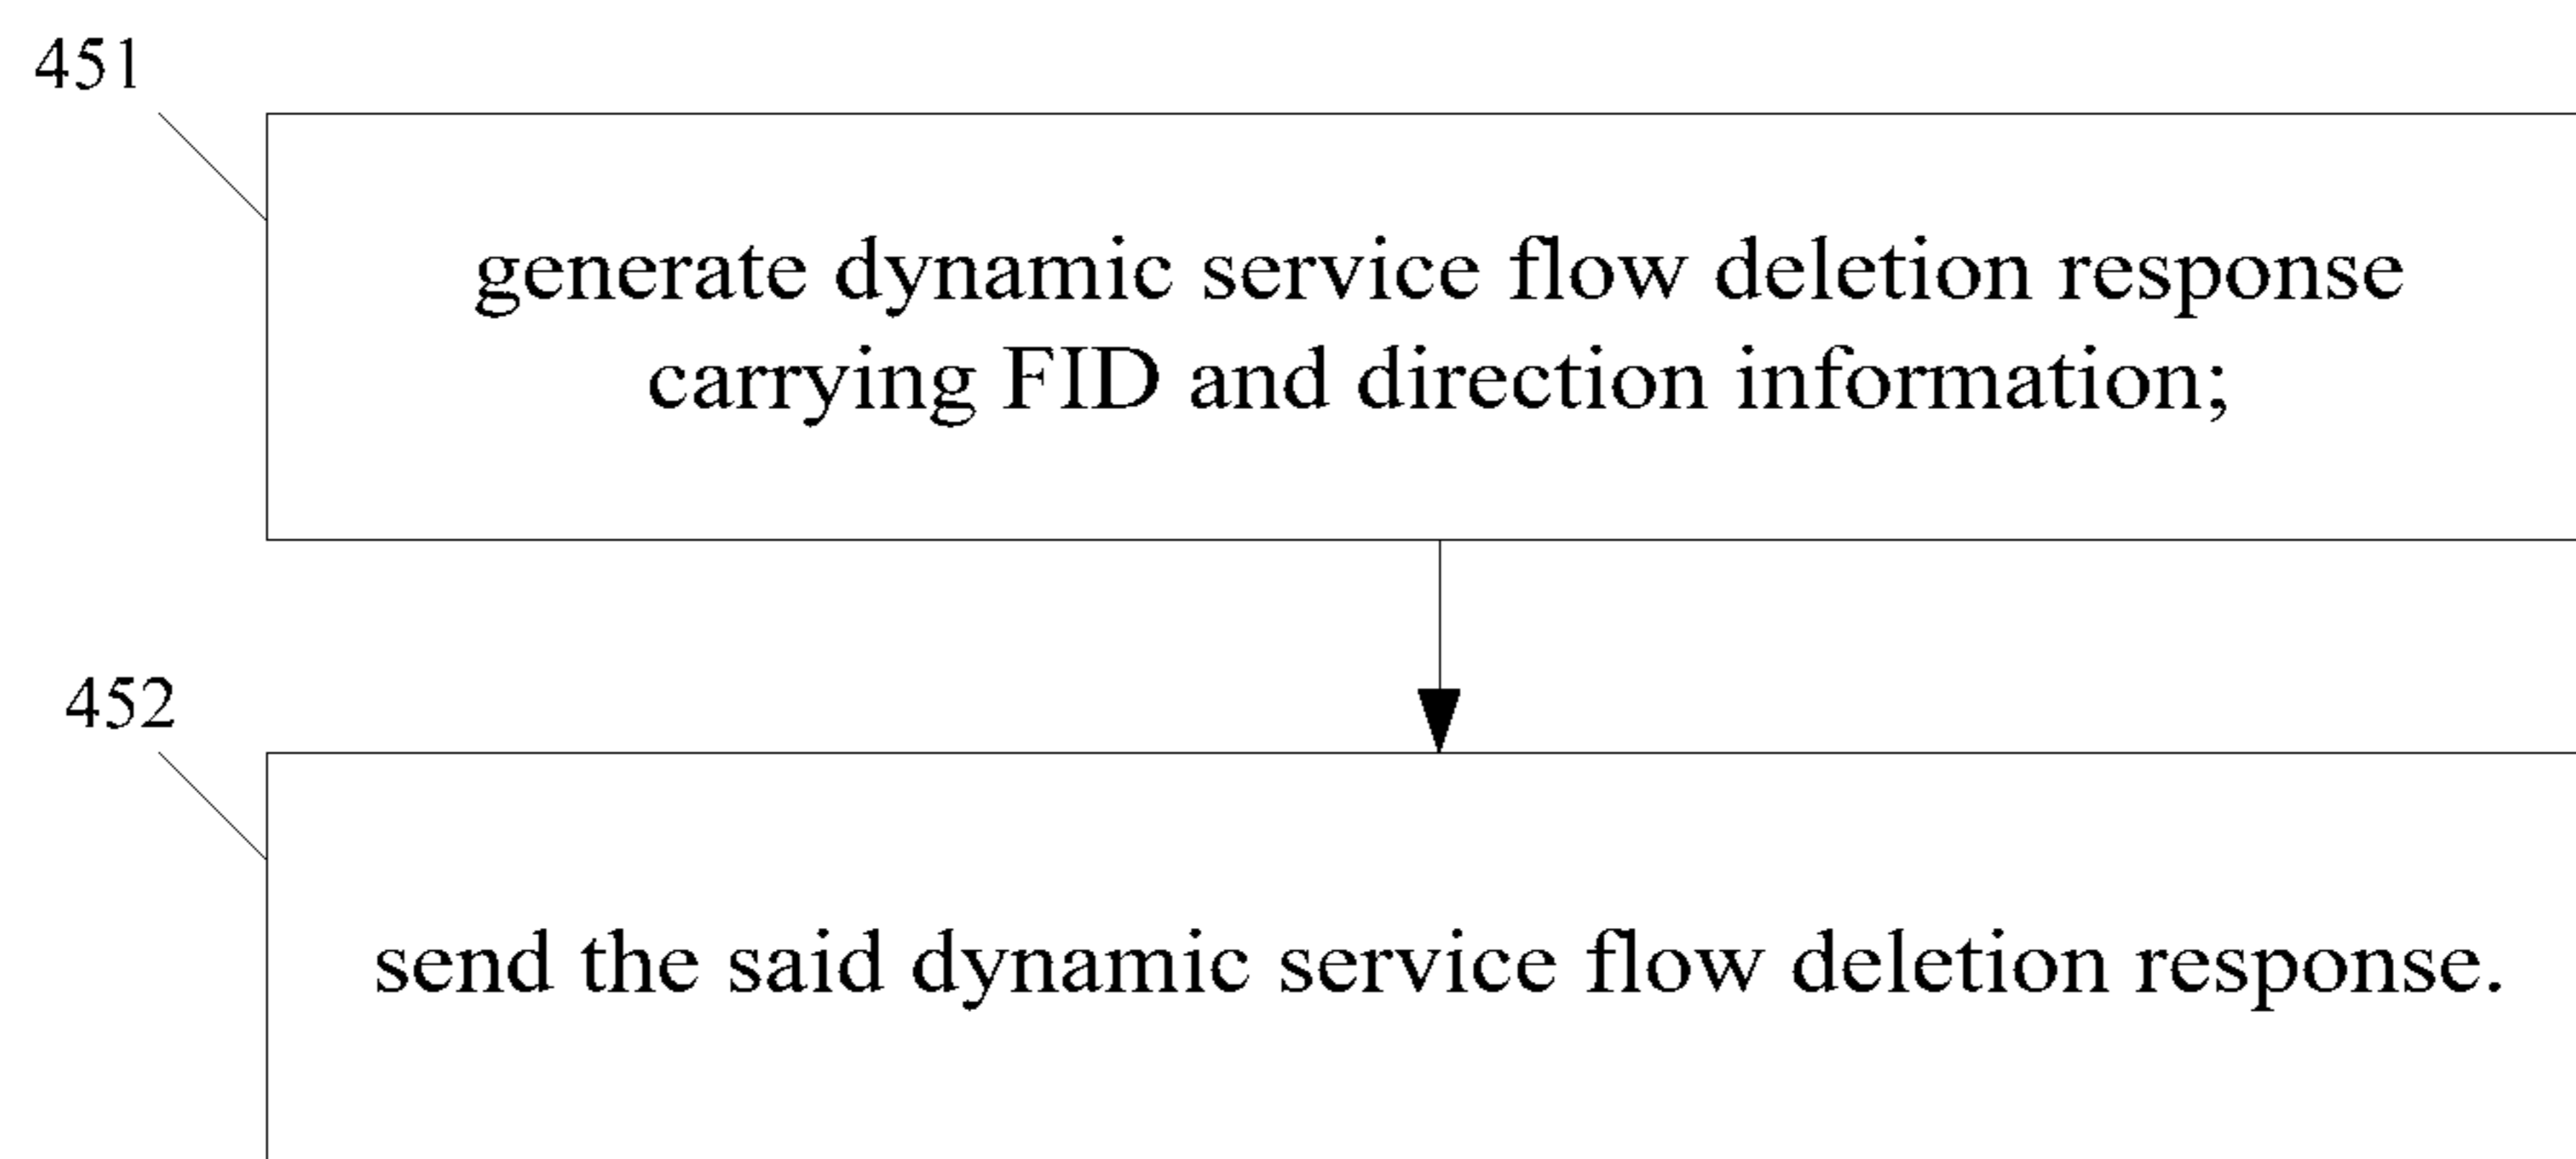 451
generate dynamic service flow deletion response
carrying FID and direction information;
452
send the said dynamic service flow deletion response.